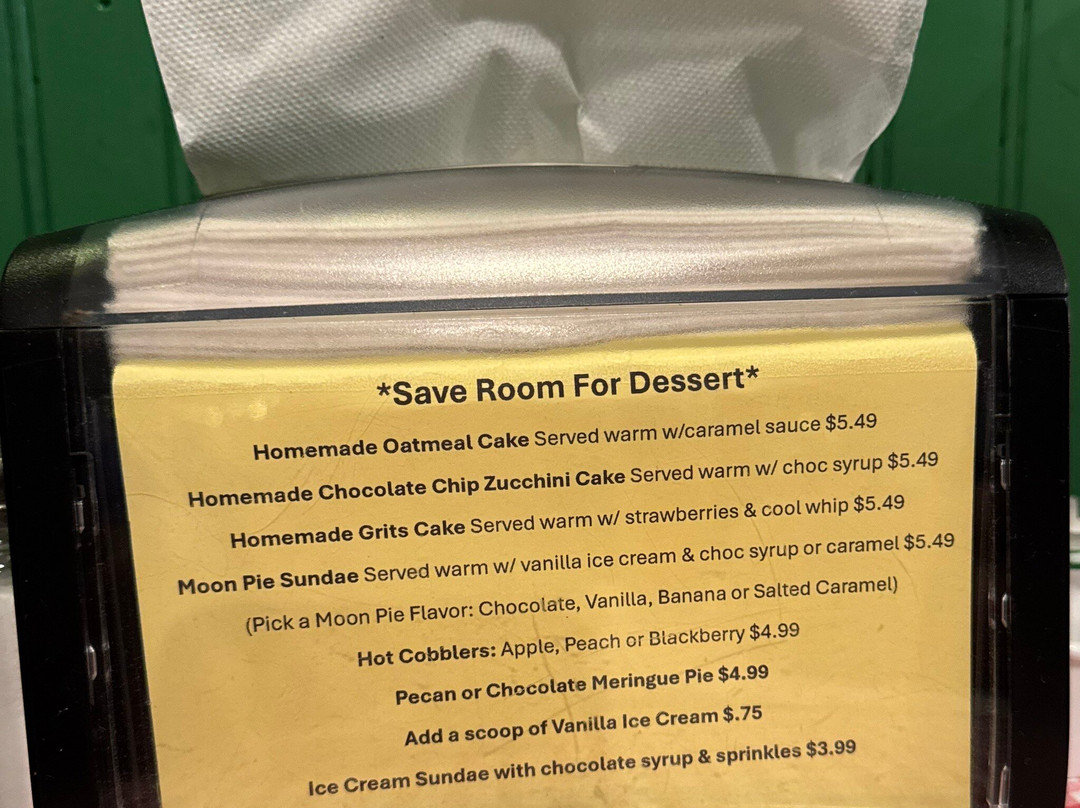 *Save Room For Dessert*
Homemade Oatmeal Cake Served warm w/caramel sauce $5.49
Homemade Chocolate Chip Zucchini Cake Served warm w/ choc syrup $5.49
Homemade Grits Cake Served warm w/ strawberries & cool whip $5.49
Moon Pie Sundae Served warm w/ vanilla ice cream & choc syrup or caramel $5.49
(Pick a Moon Pie Flavor: Chocolate, Vanilla, Banana or Salted Caramel)
Hot Cobblers: Apple, Peach or Blackberry $4.99
Pecan or Chocolate Meringue Pie $4.99
Add a scoop of Vanilla Ice Cream $.75
Ice Cream Sundae with chocolate syrup & sprinkles $3.99